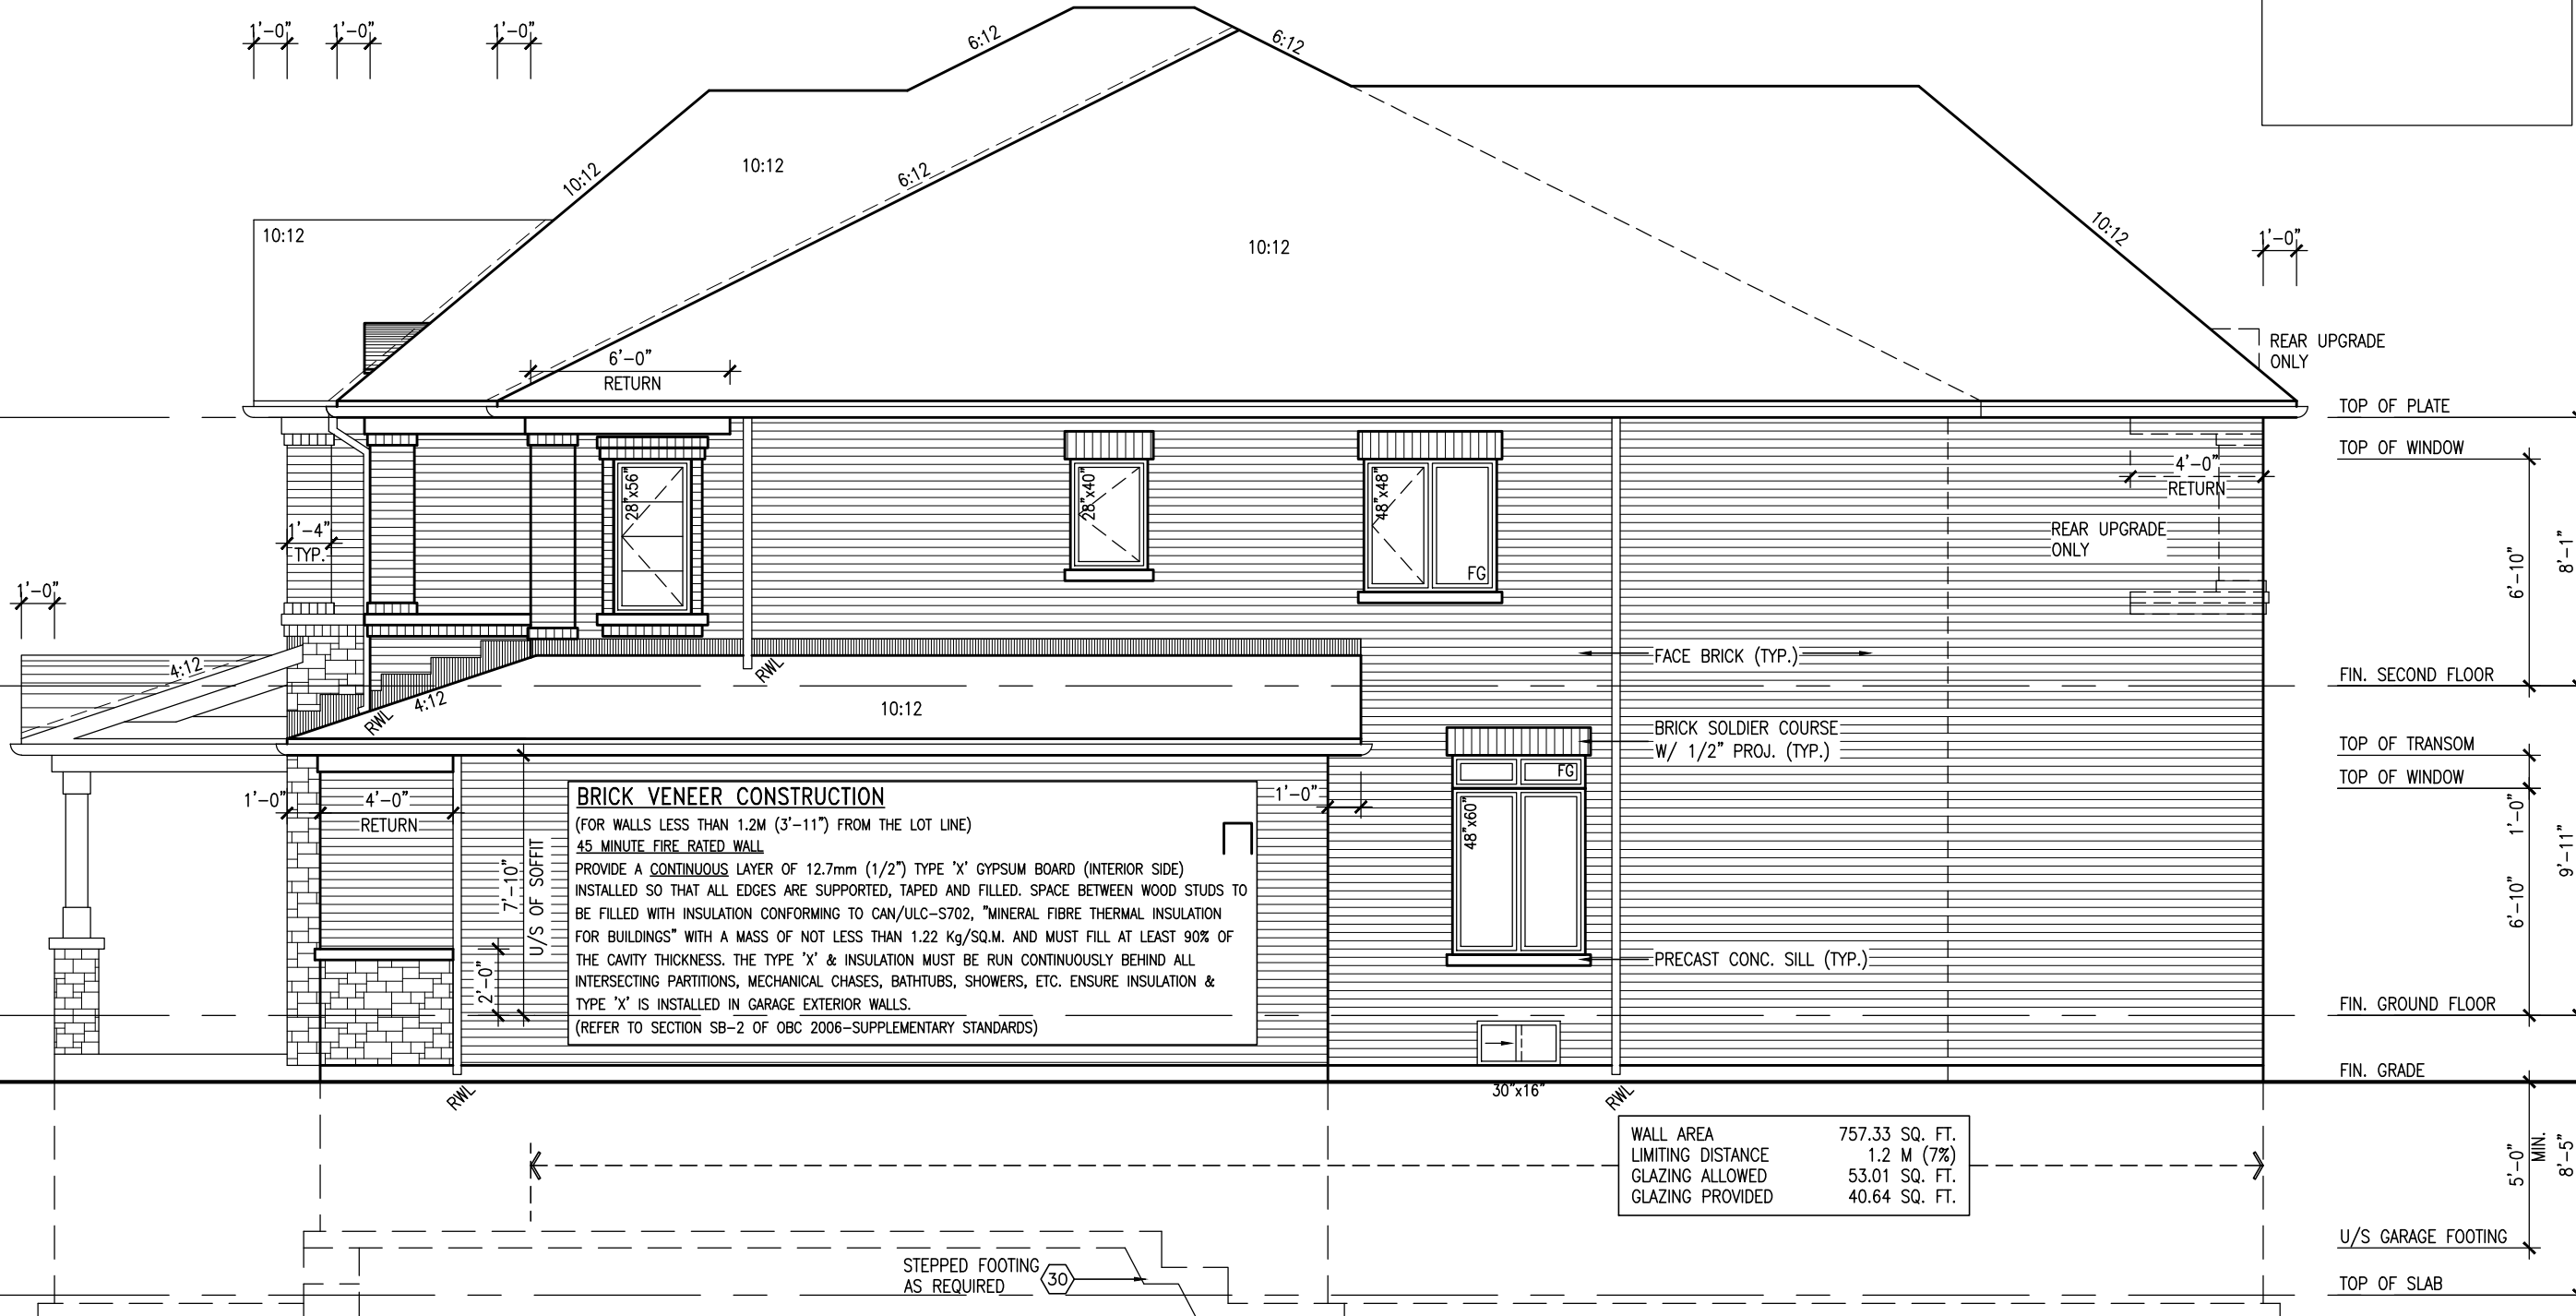 1'-0" 1'-0" 1'-0"
6:12
6:12
10:12
10:12
6:12
10:12
10:12
10:12
1'-0"
REAR UPGRADE
ONLY
6'-0"
RETURN
TOP OF PLATE
TOP OF WINDOW
28"x56"
28"x40"
48"x48"
FG
4'-0"
RETURN
1'-4"
TYP.
REAR UPGRADE
ONLY
6'-10"
8'-1"
1'-0"
4:12
RWL
FACE BRICK (TYP.)
FIN. SECOND FLOOR
RWL
4:12
10:12
BRICK SOLDIER COURSE
W/ 1/2" PROJ. (TYP.)
TOP OF TRANSOM
TOP OF WINDOW
FG
48"x60"
1'-0"
9'-11"
6'-10"
1'-0"
4'-0"
RETURN
7'-10"
U/S OF SOFFIT
2'-0"
1'-0"
BRICK VENEER CONSTRUCTION
(FOR WALLS LESS THAN 1.2M (3'-11") FROM THE LOT LINE)
45 MINUTE FIRE RATED WALL
PROVIDE A CONTINUOUS LAYER OF 12.7mm (1/2") TYPE 'X' GYPSUM BOARD (INTERIOR SIDE)
INSTALLED SO THAT ALL EDGES ARE SUPPORTED, TAPED AND FILLED. SPACE BETWEEN WOOD STUDS TO
BE FILLED WITH INSULATION CONFORMING TO CAN/ULC-S702, "MINERAL FIBRE THERMAL INSULATION
FOR BUILDINGS" WITH A MASS OF NOT LESS THAN 1.22 Kg/SQ.M. AND MUST FILL AT LEAST 90% OF
THE CAVITY THICKNESS. THE TYPE 'X' & INSULATION MUST BE RUN CONTINUOUSLY BEHIND ALL
INTERSECTING PARTITIONS, MECHANICAL CHASES, BATHTUBS, SHOWERS, ETC. ENSURE INSULATION &
TYPE 'X' IS INSTALLED IN GARAGE EXTERIOR WALLS.
(REFER TO SECTION SB-2 OF OBC 2006-SUPPLEMENTARY STANDARDS)
PRECAST CONC. SILL (TYP.)
FIN. GROUND FLOOR
FIN. GRADE
30"x16"
RWL
RWL
WALL AREA 757.33 SQ. FT.
LIMITING DISTANCE 1.2 M (7%)
GLAZING ALLOWED 53.01 SQ. FT.
GLAZING PROVIDED 40.64 SQ. FT.
5'-0"
MIN.
8'-5"
U/S GARAGE FOOTING
STEPPED FOOTING
AS REQUIRED
30
TOP OF SLAB